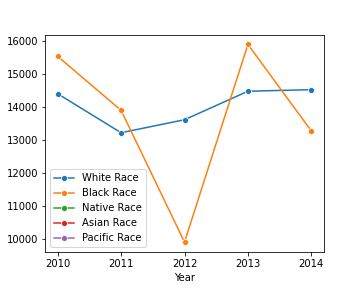 16000
15000
14000
13000
12000
11000
10000
White Race
Black Race
Native Race
Asian Race
Pacific Race
2010 2011 2012 2013 2014
Year